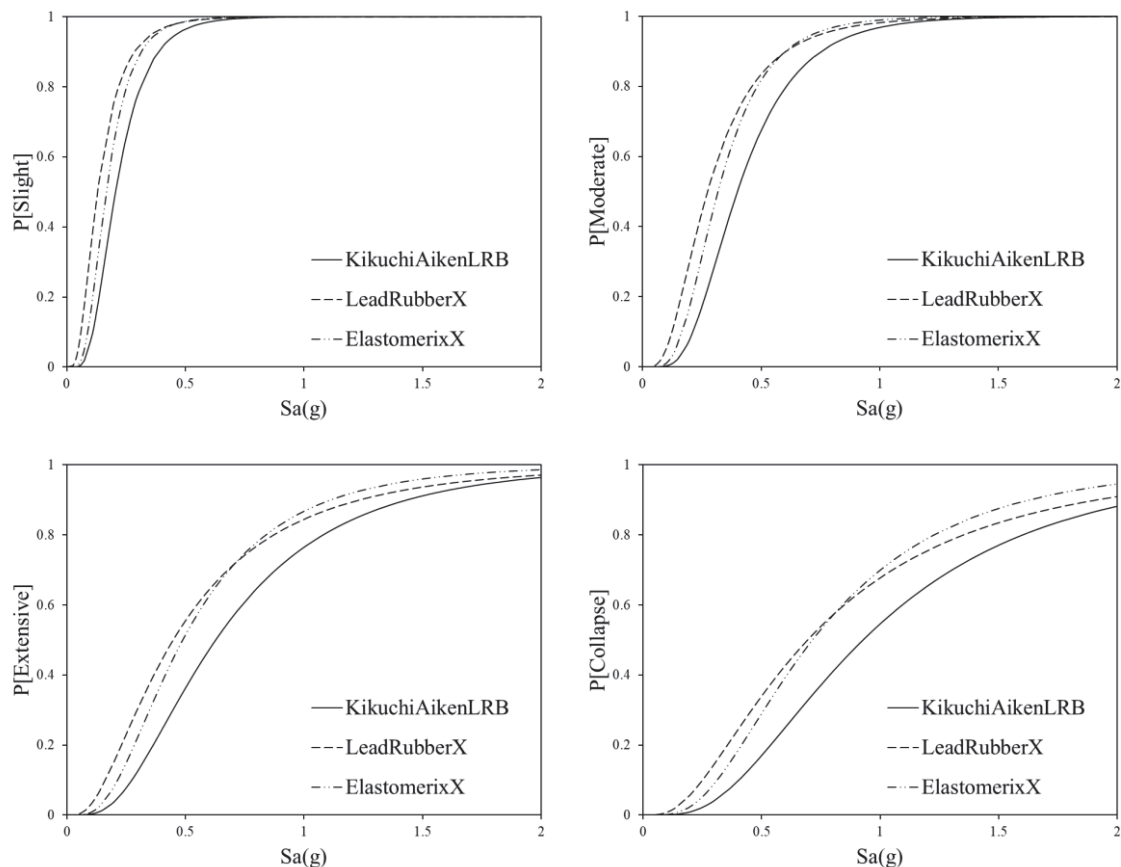 P[Slight]
1
0.8
0.6
0.4
0.2
0
0
0.5
1
1.5
2
Sa(g)
KikuchiAikenLRB
LeadRubberX
ElastomerixX
P[Moderate]
1
0.8
0.6
0.4
0.2
0
0
0.5
1
1.5
2
Sa(g)
KikuchiAikenLRB
LeadRubberX
ElastomerixX
P[Extensive]
1
0.8
0.6
0.4
0.2
0
0
0.5
1
1.5
2
Sa(g)
KikuchiAikenLRB
LeadRubberX
ElastomerixX
P[Collapse]
1
0.8
0.6
0.4
0.2
0
0
0.5
1
1.5
2
Sa(g)
KikuchiAikenLRB
LeadRubberX
ElastomerixX